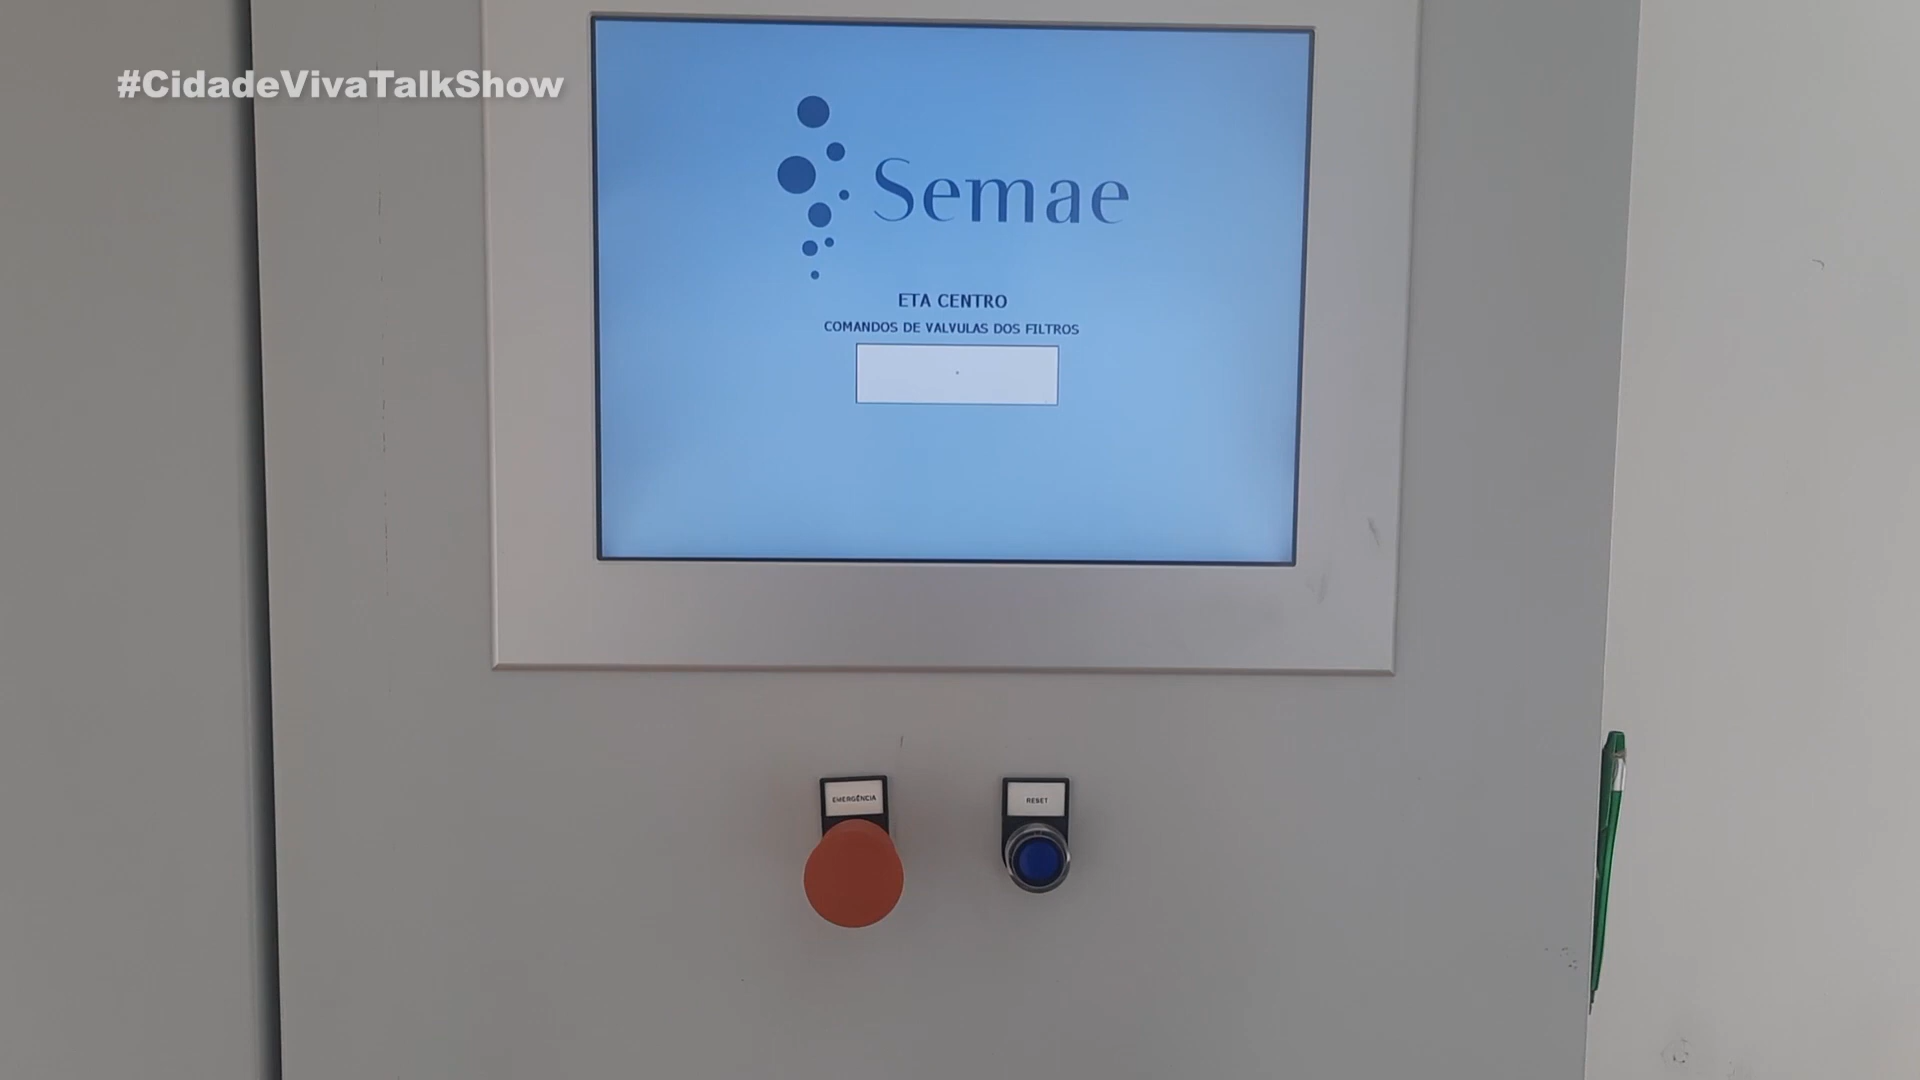 #CidadeVivaTalkShow
Semae
ETA CENTRO
COMANDOS DE VALVULAS DOS FILTROS
EMERGÊNCIA
RESET